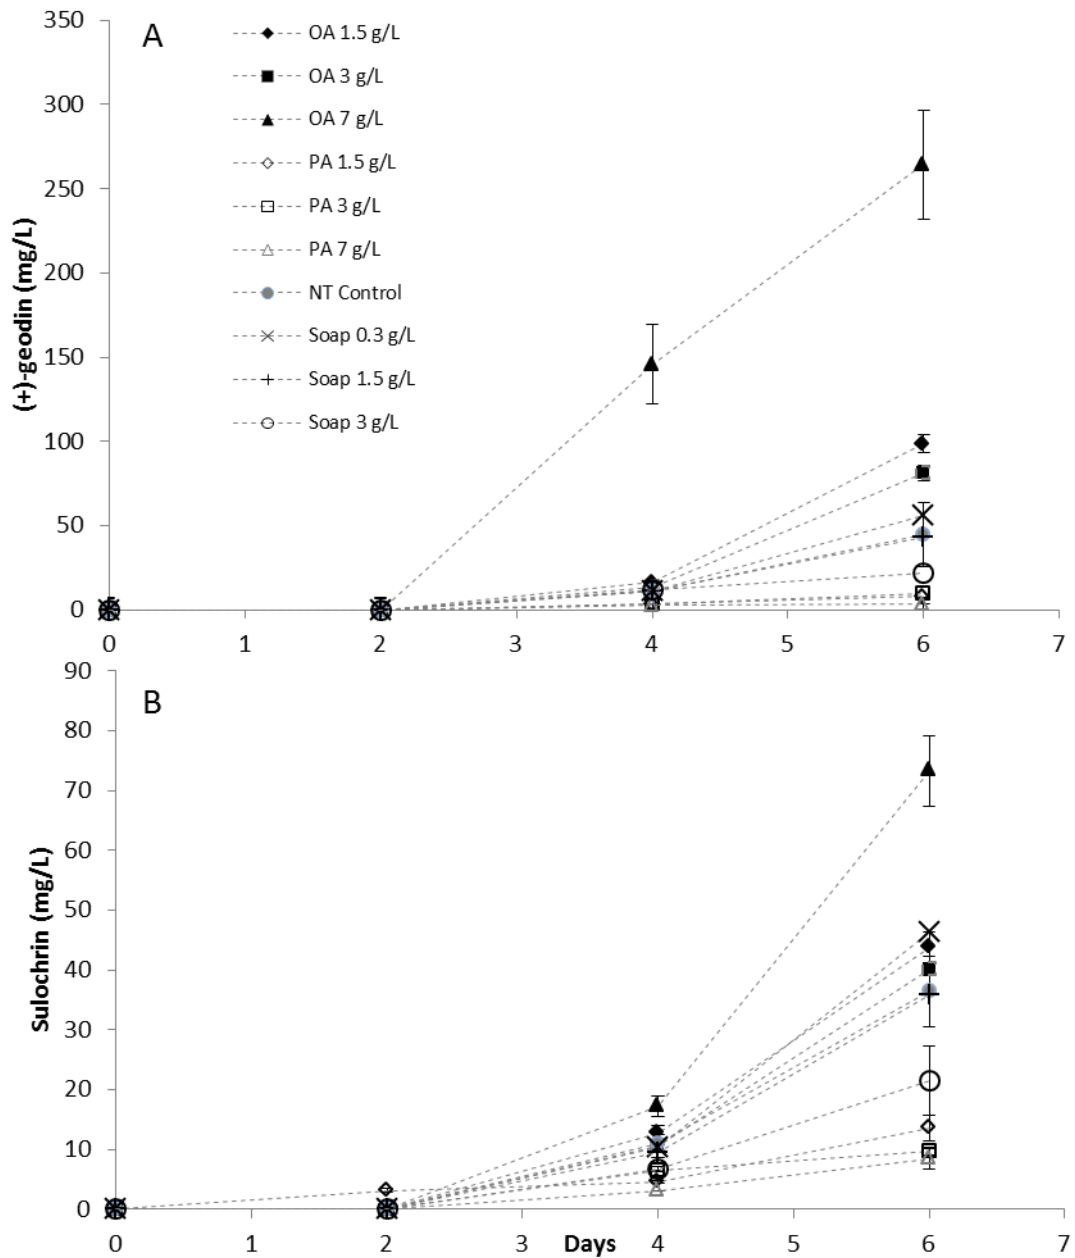 350
A
OA 1.5 g/L
OA 3 g/L
300
OA 7 g/L
PA 1.5 g/L
250
PA 3 g/L
PA 7 g/L
200
NT Control
Soap 0.3 g/L
150
Soap 1.5 g/L
Soap 3 g/L
100
50
0
(+)-geodin (mg/L)
0 1 2 3 4 5 6 7
90
B
80
70
60
50
40
30
20
10
0
Sulochrin (mg/L)
0 1 2 3 Days 4 5 6 7